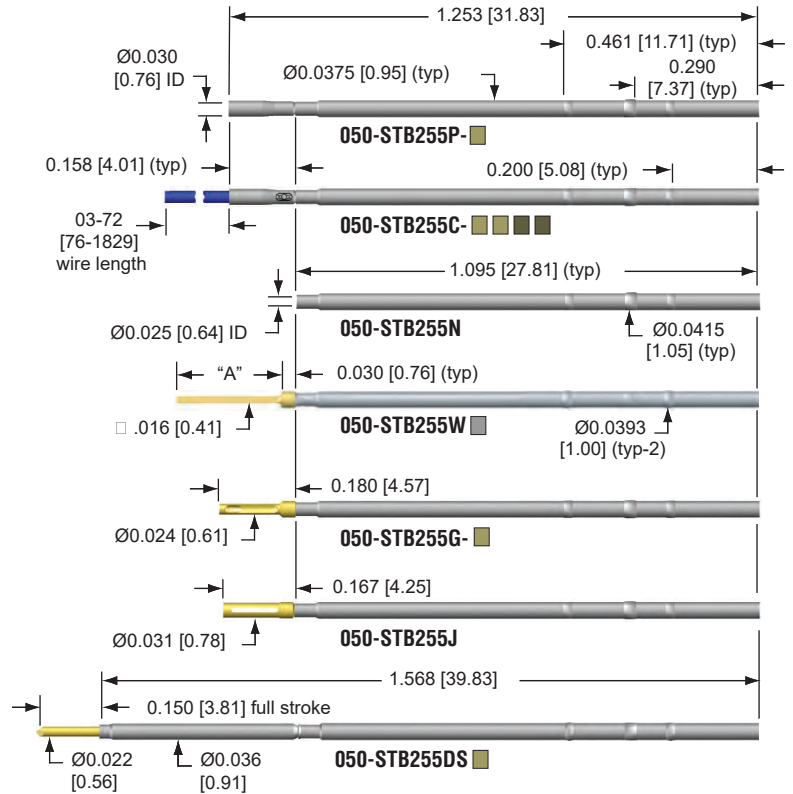 1.253 [31.83]
0.461 [11.71] (typ)
Ø0.030
[0.76] ID
Ø0.0375 [0.95] (typ)
0.290
[7.37] (typ)
050-STB255P-
0.158 [4.01] (typ)
0.200 [5.08] (typ)
03-72
[76-1829]
wire length
050-STB255C-
1.095 [27.81] (typ)
Ø0.025 [0.64] ID
050-STB255N
Ø0.0415
[1.05] (typ)
“A”
0.030 [0.76] (typ)
□ .016 [0.41]
050-STB255W
Ø0.0393
[1.00] (typ-2)
0.180 [4.57]
Ø0.024 [0.61]
050-STB255G-
0.167 [4.25]
Ø0.031 [0.78]
050-STB255J
1.568 [39.83]
0.150 [3.81] full stroke
Ø0.022
[0.56]
Ø0.036
[0.91]
050-STB255DS